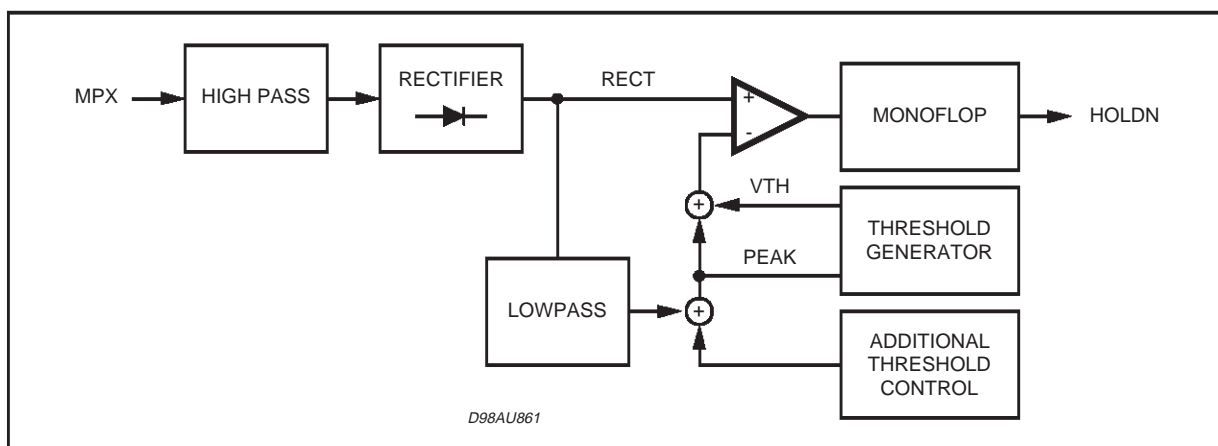 MPX
HIGH PASS
RECTIFIER
RECT
+
-
MONOFLOP
HOLDN
+
VTH
THRESHOLD
GENERATOR
PEAK
LOWPASS
+
ADDITIONAL
THRESHOLD
CONTROL
D98AU861